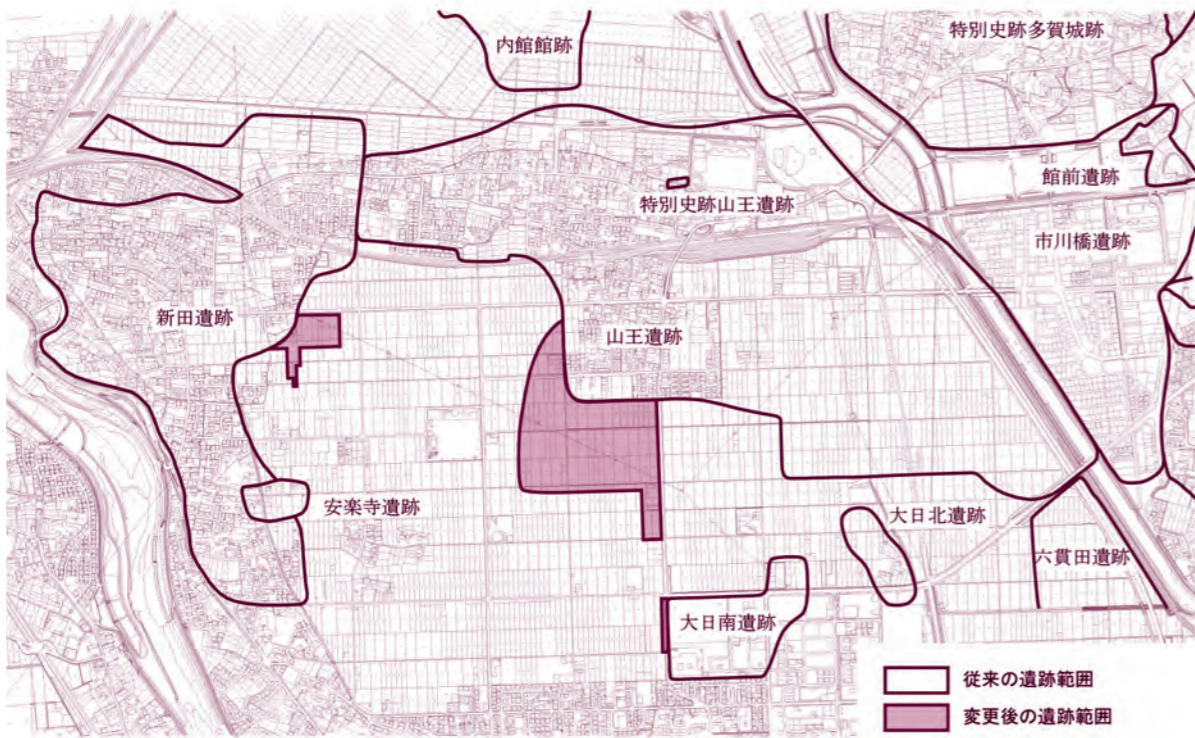 内館館跡
特別史跡多賀城跡
館前遺跡
特別史跡山王遺跡
市川橋遺跡
新田遺跡
山王遺跡
安楽寺遺跡
大日北遺跡
六貫田遺跡
大日南遺跡
従来の遺跡範囲
変更後の遺跡範囲